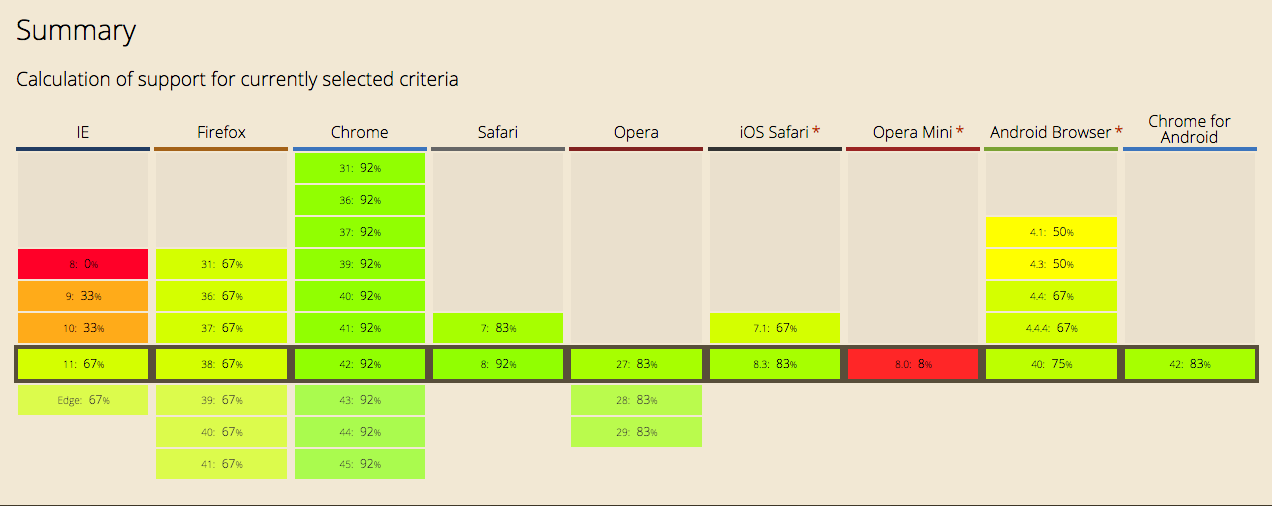 Summary
Calculation of support for currently selected criteria
IE Firefox Chrome Safari Opera iOS Safari * Opera Mini * Android Browser * Chrome for Android
31: 92%
36: 92%
37: 92% 4.1: 50%
8: 0% 31: 67% 39: 92% 4.3: 50%
9: 33% 36: 67% 40: 92% 4.4: 67%
10: 33% 37: 67% 41: 92% 7: 83% 7.1: 67% 4.4.4: 67%
11: 67% 38: 67% 42: 92% 8: 92% 27: 83% 8.3: 83% 8.0: 8% 40: 75% 42: 83%
Edge: 67% 39: 67% 43: 92% 28: 83%
40: 67% 44: 92% 29: 83%
41: 67% 45: 92%